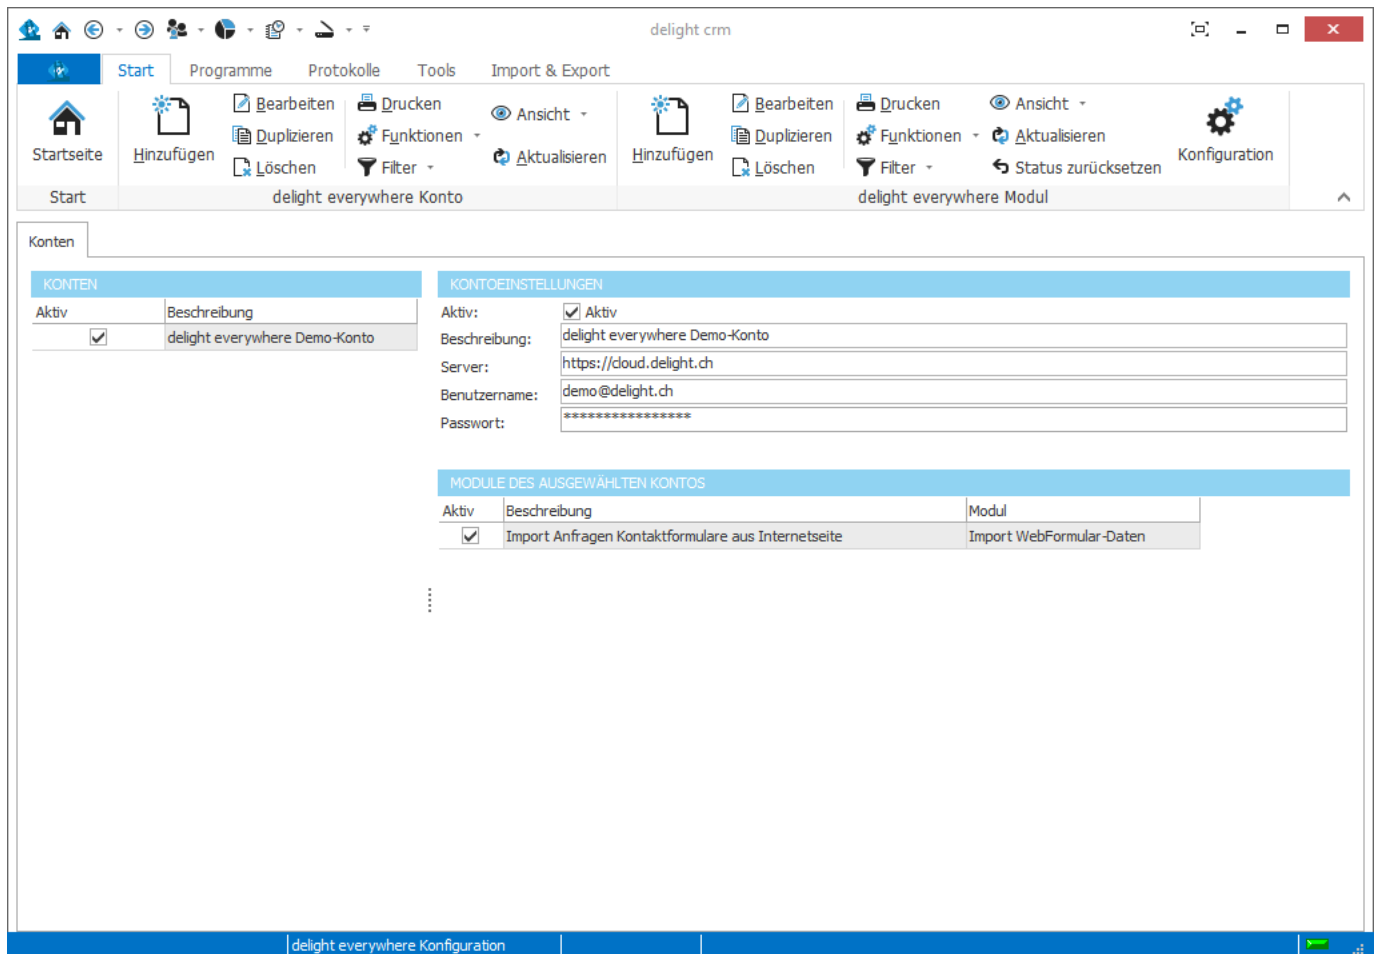 delight crm
Start Programme Protokolle Tools Import & Export
Startseite
Hinzufügen
Bearbeiten
Duplizieren
Löschen
Drucken
Funktionen
Filter
Ansicht
Aktualisieren
Hinzufügen
Bearbeiten
Duplizieren
Löschen
Drucken
Funktionen
Filter
Ansicht
Aktualisieren
Status zurücksetzen
Konfiguration
Start delight everywhere Konto delight everywhere Modul
Konten
KONTEN
Aktiv Beschreibung
delight everywhere Demo-Konto
KONTOEINSTELLUNGEN
Aktiv: Aktiv
Beschreibung: delight everywhere Demo-Konto
Server: https://cloud.delight.ch
Benutzername: demo@delight.ch
Passwort: ****************
MODULE DES AUSGEWÄHLTEN KONTOS
Aktiv Beschreibung Modul
Import Anfragen Kontaktformulare aus Internetseite Import WebFormular-Daten
delight everywhere Konfiguration